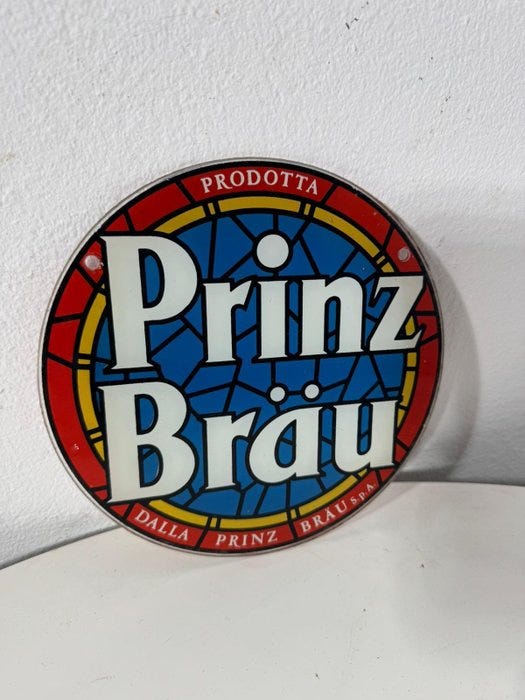 PRODOTTA
Prinz
Bräu
DALLA PRINZ BRÄU S.p.A.